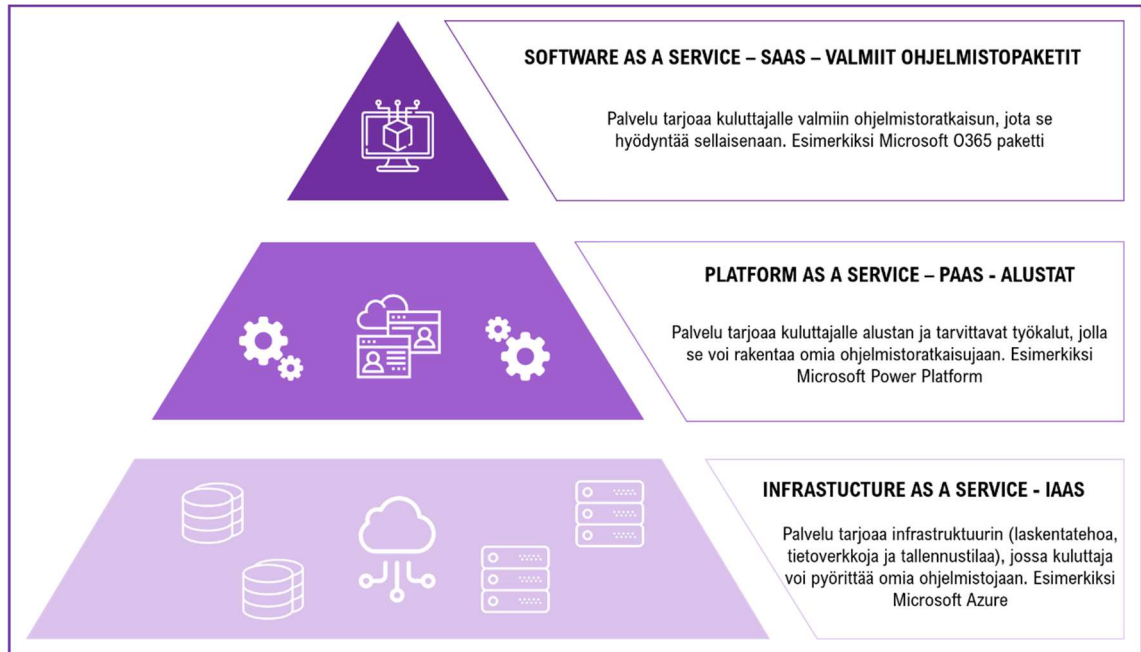 SOFTWARE AS A SERVICE – SAAS – VALMIIT OHJELMISTOPAKETIT
Palvelu tarjoaa kuluttajalle valmiin ohjelmistoratkaisun, jota se
hyödyntää sellaisenaan. Esimerkiksi Microsoft O365 paketti
PLATFORM AS A SERVICE – PAAS - ALUSTAT
Palvelu tarjoaa kuluttajalle alustan ja tarvittavat työkalut, jolla
se voi rakentaa omia ohjelmistoratkaisujaan. Esimerkiksi
Microsoft Power Platform
INFRASTUCTURE AS A SERVICE - IAAS
Palvelu tarjoaa infrastruktuurin (laskentatehoa,
tietoverkkoja ja tallennustilaa), jossa kuluttaja
voi pyörittää omia ohjelmistojaan. Esimerkiksi
Microsoft Azure